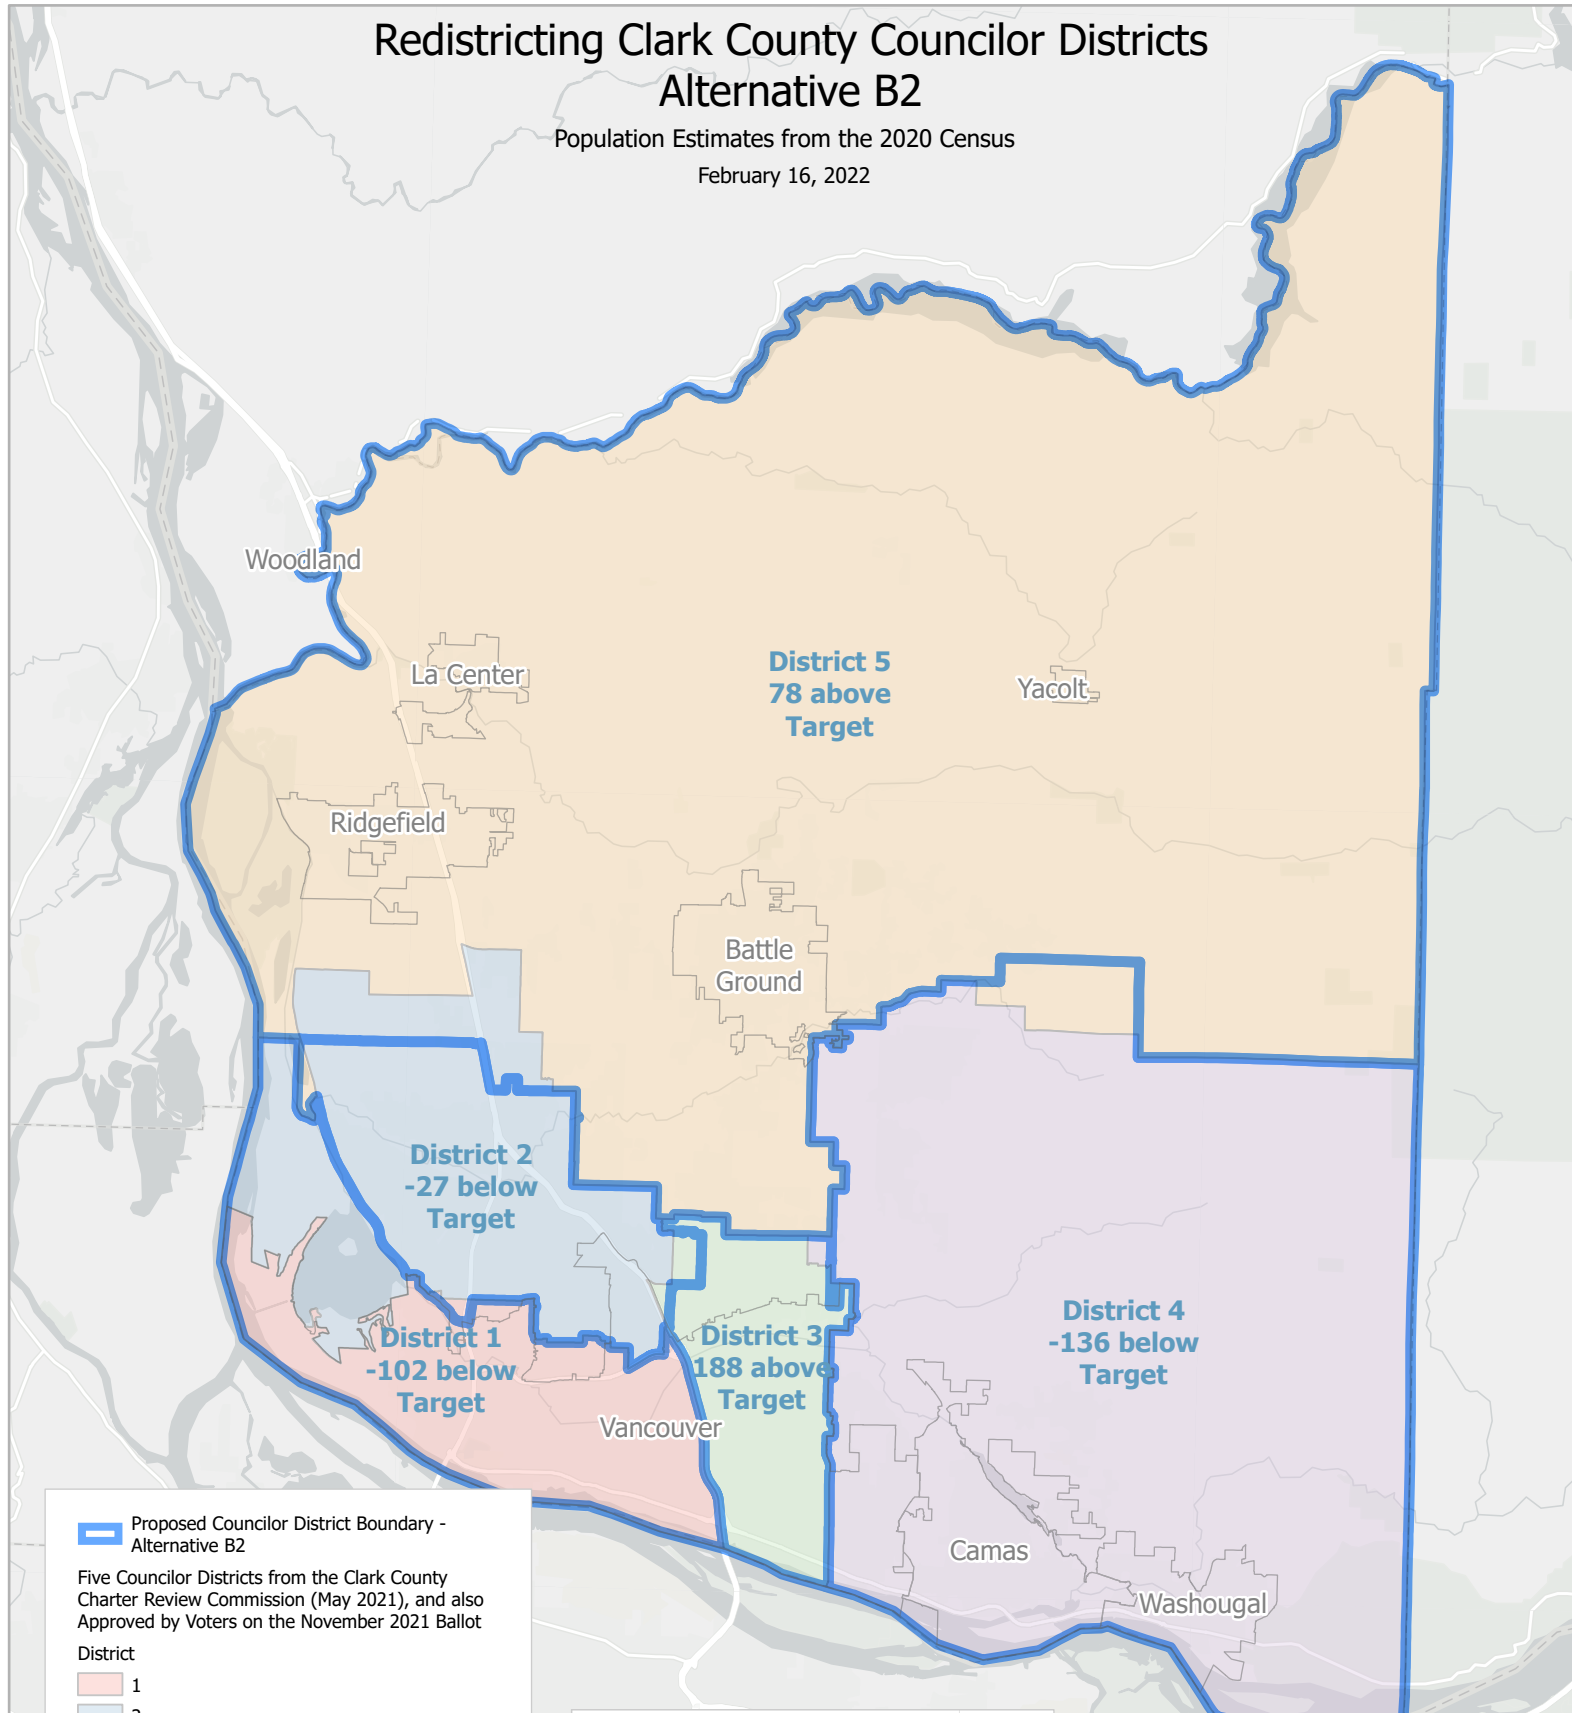 Redistricting Clark County Councilor Districts
Alternative B2
Population Estimates from the 2020 Census
February 16, 2022
Woodland
La Center
District 5
78 above
Target
Yacolt
Ridgefield
Battle
Ground
District 2
-27 below
Target
District 1
-102 below
Target
District 3
188 above
Target
District 4
-136 below
Target
Vancouver
Camas
Washougal
Proposed Councilor District Boundary -
Alternative B2
Five Councilor Districts from the Clark County
Charter Review Commission (May 2021), and also
Approved by Voters on the November 2021 Ballot
District
1